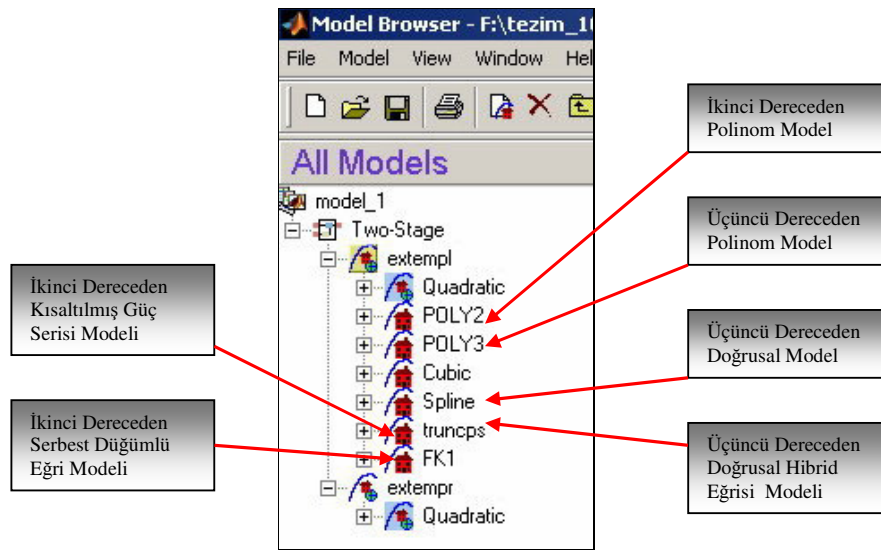 Model Browser - F:\tezim_10
File Model View Window Hel
All Models
model_1
Two-Stage
extempl
Quadratic
POLY2
POLY3
Cubic
Spline
truncps
FK1
extempr
Quadratic
İkinci Dereceden
Kısaltılmış Güç
Serisi Modeli
İkinci Dereceden
Serbest Düğümlü
Eğri Modeli
İkinci Dereceden
Polinom Model
Üçüncü Dereceden
Polinom Model
Üçüncü Dereceden
Doğrusal Model
Üçüncü Dereceden
Doğrusal Hibrid
Eğrisi Modeli